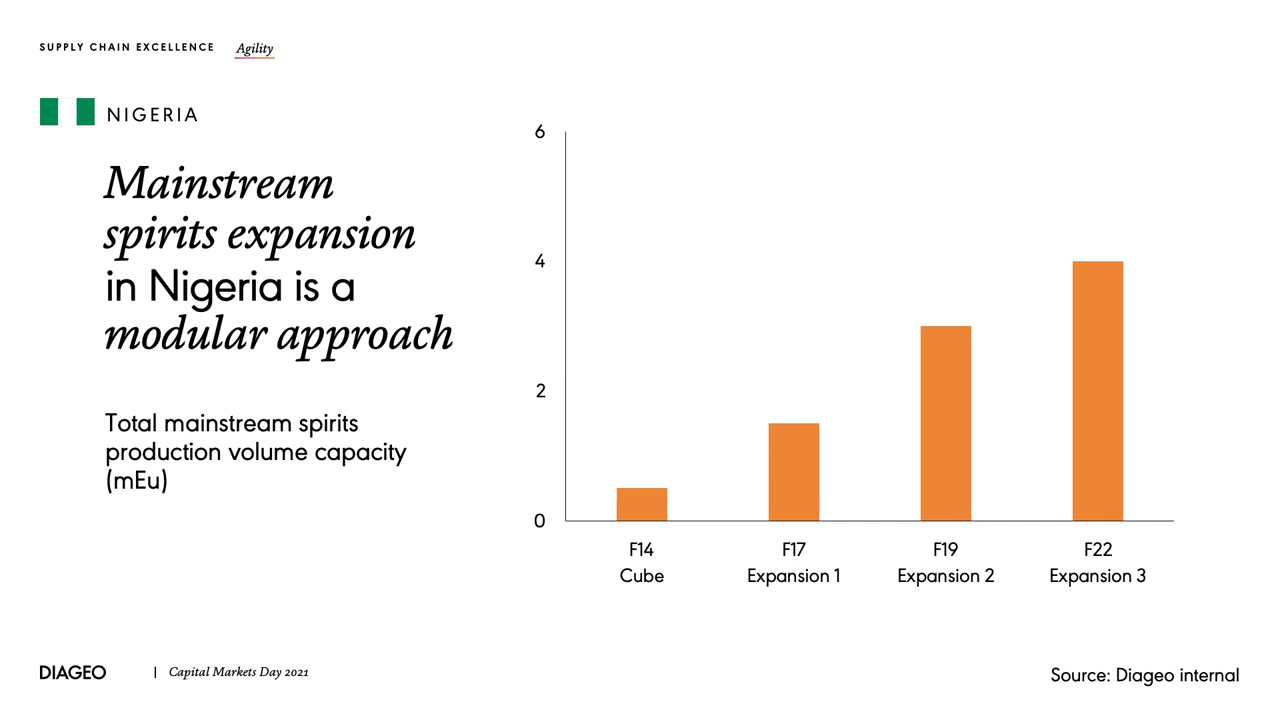 SUPPLY CHAIN EXCELLENCE Agility
NIGERIA
Mainstream
spirits expansion
in Nigeria is a
modular approach
Total mainstream spirits
production volume capacity
(mEu)
6
4
2
0
F14 F17 F19 F22
Cube Expansion 1 Expansion 2 Expansion 3
DIAGEO | Capital Markets Day 2021
Source: Diageo internal